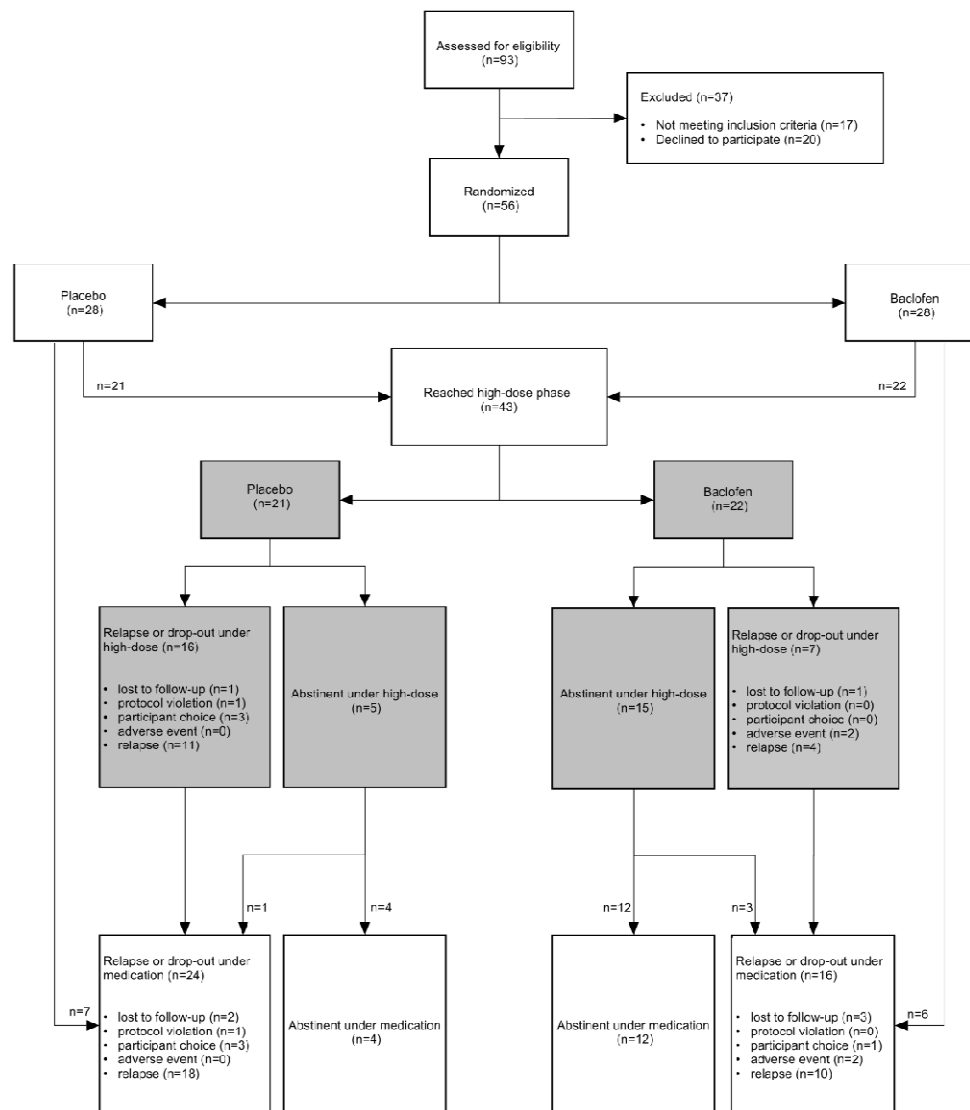 Assessed for eligibility
(n=93)
Excluded (n=37)
• Not meeting inclusion criteria (n=17)
• Declined to participate (n=20)
Randomized
(n=56)
Placebo
(n=28)
Baclofen
(n=28)
n=21
Reached high-dose phase
(n=43)
n=22
Placebo
(n=21)
Baclofen
(n=22)
Relapse or drop-out under
high-dose (n=16)
• lost to follow-up (n=1)
• protocol violation (n=1)
• participant choice (n=3)
• adverse event (n=0)
• relapse (n=11)
Abstinent under high-dose
(n=5)
Abstinent under high-dose
(n=15)
Relapse or drop-out under
high-dose (n=7)
• lost to follow-up (n=1)
• protocol violation (n=0)
• participant choice (n=0)
• adverse event (n=2)
• relapse (n=4)
n=1
n=4
n=12
n=3
n=7
Relapse or drop-out under
medication (n=24)
• lost to follow-up (n=2)
• protocol violation (n=1)
• participant choice (n=3)
• adverse event (n=0)
• relapse (n=18)
Abstinent under medication
(n=4)
Abstinent under medication
(n=12)
Relapse or drop-out under
medication (n=16)
• lost to follow-up (n=3)
• protocol violation (n=0)
• participant choice (n=1)
• adverse event (n=2)
• relapse (n=10)
n=6